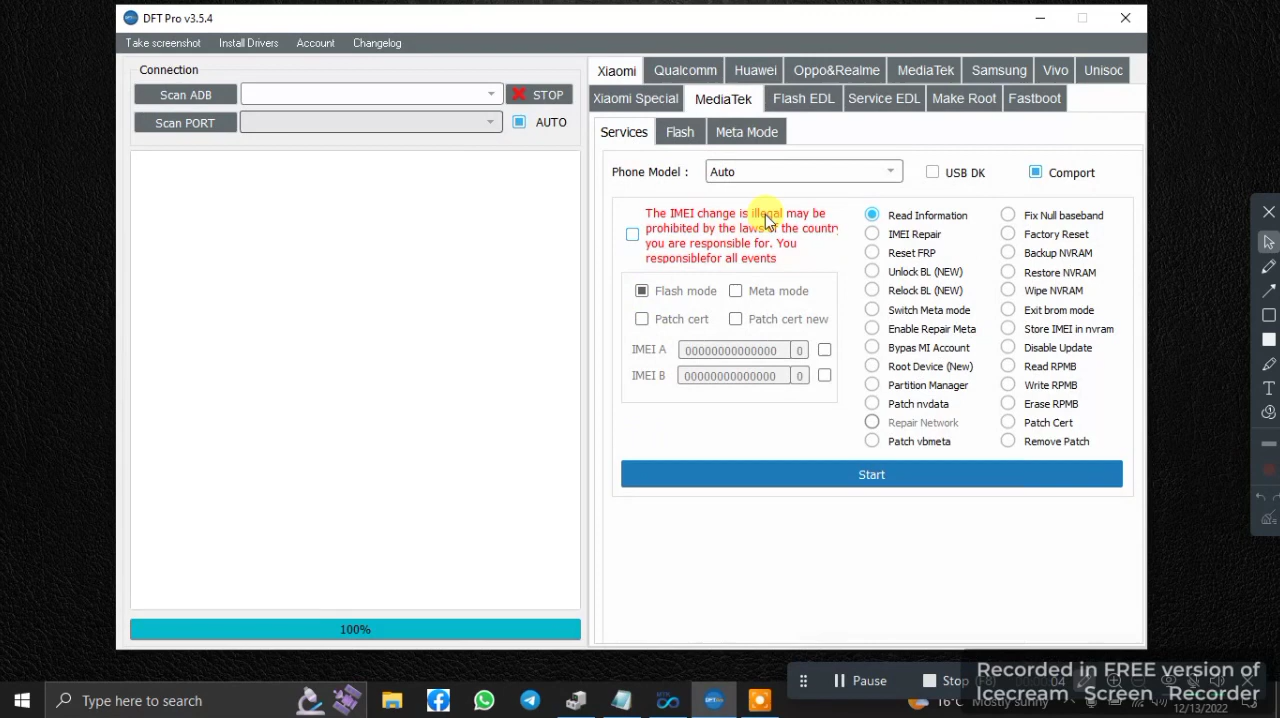 DFT Pro v3.5.4
Take screenshot Install Drivers Account Changelog
Connection
Scan ADB STOP
Scan PORT AUTO
100%
Xiaomi Qualcomm Huawei Oppo&Realme MediaTek Samsung Vivo Unisoc
Xiaomi Special MediaTek Flash EDL Service EDL Make Root Fastboot
Services Flash Meta Mode
Phone Model : Auto USB DK Comport
The IMEI change is illegal may be
prohibited by the laws of the country
you are responsible for. You
responsiblefor all events
Flash mode Meta mode
Patch cert Patch cert new
IMEI A 00000000000000 0
IMEI B 00000000000000 0
Read Information Fix Null baseband
IMEI Repair Factory Reset
Reset FRP Backup NVRAM
Unlock BL (NEW) Restore NVRAM
Relock BL (NEW) Wipe NVRAM
Switch Meta mode Exit brom mode
Enable Repair Meta Store IMEI in nvram
Bypas MI Account Disable Update
Root Device (New) Read RPMB
Partition Manager Write RPMB
Patch nvdata Erase RPMB
Repair Network Patch Cert
Patch vbmeta Remove Patch
Start
Pause Stop
Recorded in FREE version of
Icecream Screen Recorder
Type here to search
16°C Mostly sunny
12/13/2022